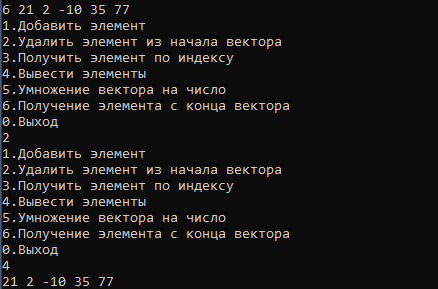 6 21 2 -10 35 77
1.Добавить элемент
2.Удалить элемент из начала вектора
3.Получить элемент по индексу
4.Вывести элементы
5.Умножение вектора на число
6.Получение элемента с конца вектора
0.Выход
2
1.Добавить элемент
2.Удалить элемент из начала вектора
3.Получить элемент по индексу
4.Вывести элементы
5.Умножение вектора на число
6.Получение элемента с конца вектора
0.Выход
4
21 2 -10 35 77